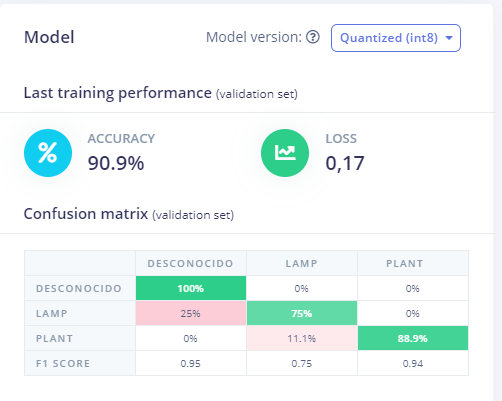 Model
Model version: Quantized (int8)
Last training performance (validation set)
% ACCURACY
90.9%
LOSS
0,17
Confusion matrix (validation set)
DESCONOCIDO LAMP PLANT
DESCONOCIDO 100% 0% 0%
LAMP 25% 75% 0%
PLANT 0% 11.1% 88.9%
F1 SCORE 0.95 0.75 0.94